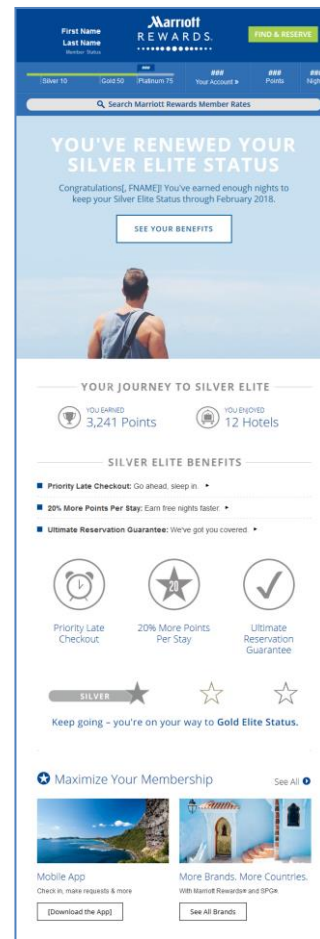 First Name
Last Name
Member Status
Marriott
REWARDS.
FIND & RESERVE
###
Silver 10
Gold 50
Platinum 75
###
Your Account »
###
Points
###
Nigh
Search Marriott Rewards Member Rates
YOU'VE RENEWED YOUR
SILVER ELITE STATUS
Congratulations[, FNAME]! You've earned enough nights to
keep your Silver Elite Status through February 2018.
SEE YOUR BENEFITS
YOUR JOURNEY TO SILVER ELITE
YOU EARNED
3,241 Points
YOU ENJOYED
12 Hotels
SILVER ELITE BENEFITS
Priority Late Checkout: Go ahead, sleep in.
20% More Points Per Stay: Earn free nights faster.
Ultimate Reservation Guarantee: We've got you covered.
20
Priority Late
Checkout
20% More Points
Per Stay
Ultimate
Reservation
Guarantee
SILVER
Keep going – you're on your way to Gold Elite Status.
Maximize Your Membership
See All
Mobile App
Check in, make requests & more
[Download the App]
More Brands. More Countries.
With Marriott Rewards® and SPG®
See All Brands